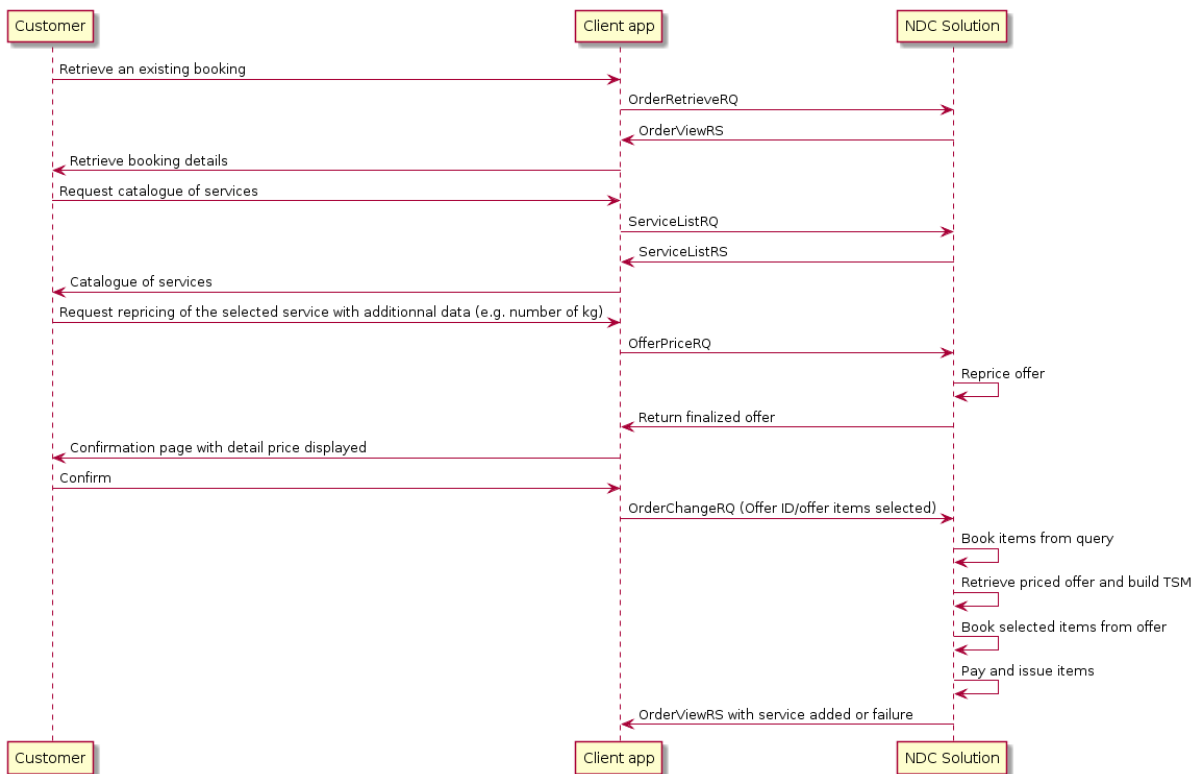 Customer
Client app
NDC Solution
Retrieve an existing booking
OrderRetrieveRQ
OrderViewRS
Retrieve booking details
Request catalogue of services
ServiceListRQ
ServiceListRS
Catalogue of services
Request repricing of the selected service with additionnal data (e.g. number of kg)
OfferPriceRQ
Reprice offer
Return finalized offer
Confirmation page with detail price displayed
Confirm
OrderChangeRQ (Offer ID/offer items selected)
Book items from query
Retrieve priced offer and build TSM
Book selected items from offer
Pay and issue items
OrderViewRS with service added or failure
Customer
Client app
NDC Solution